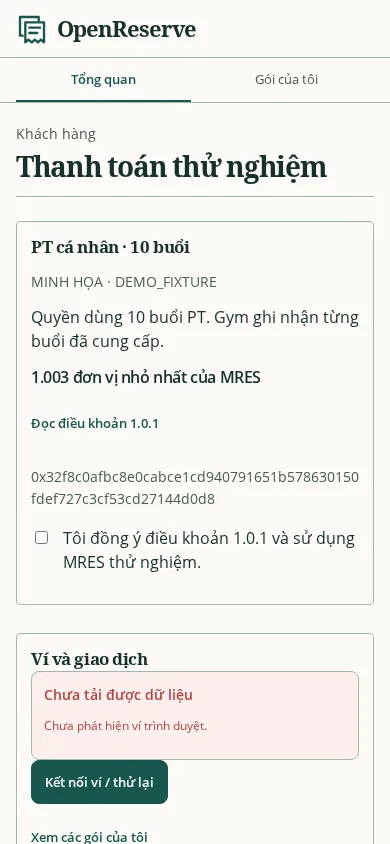 OpenReserve
Tổng quan
Gói của tôi
Khách hàng
Thanh toán thử nghiệm
PT cá nhân · 10 buổi
MINH HỌA · DEMO_FIXTURE
Quyền dùng 10 buổi PT. Gym ghi nhận từng
buổi đã cung cấp.
1.003 đơn vị nhỏ nhất của MRES
Đọc điều khoản 1.0.1
0x32f8c0afbc8e0cabce1cd940791651b578630150
fdef727c3cf53cd27144d0d8
Tôi đồng ý điều khoản 1.0.1 và sử dụng
MRES thử nghiệm.
Ví và giao dịch
Chưa tải được dữ liệu
Chưa phát hiện ví trình duyệt.
Kết nối ví / thử lại
Xem các gói của tôi